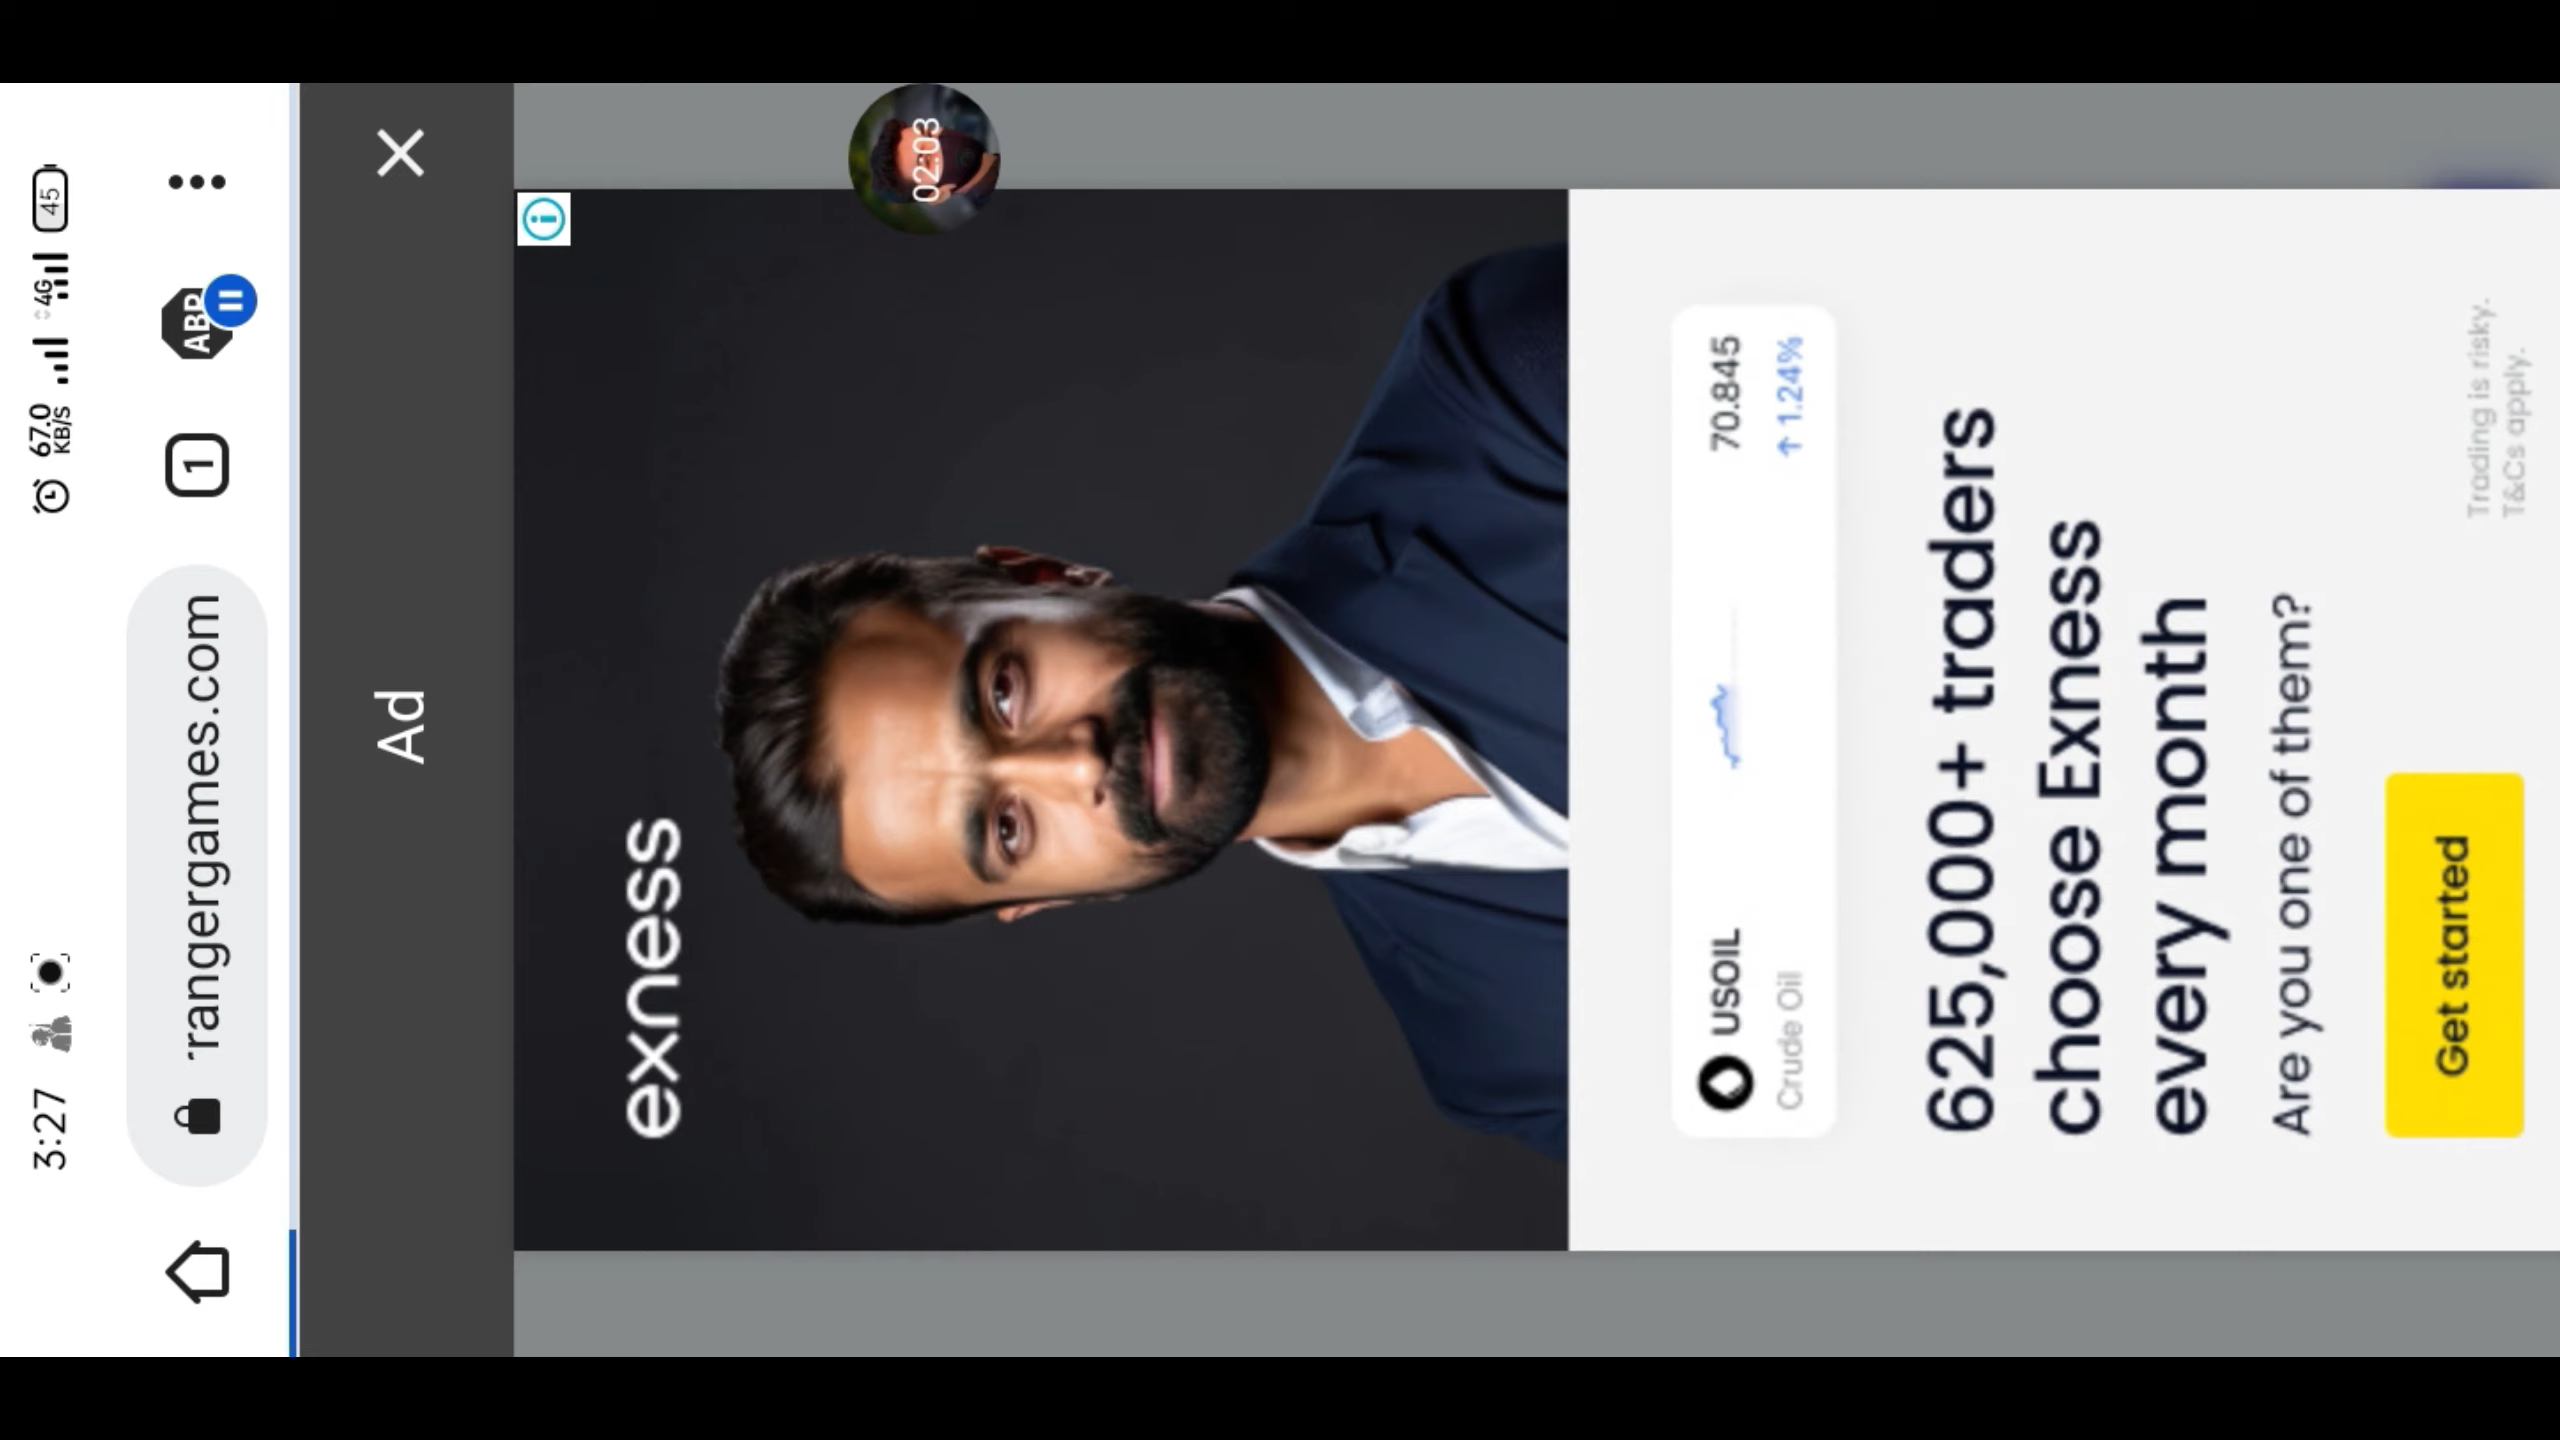 3:27
67.0
KB/S
4G
45
rangergames.com
1
ABP
Ad
02:03
exness
USOIL
70.845
Crude Oil
↑ 1.24%
625,000+ traders
choose Exness
every month
Are you one of them?
Get started
Trading is risky.
T&Cs apply.